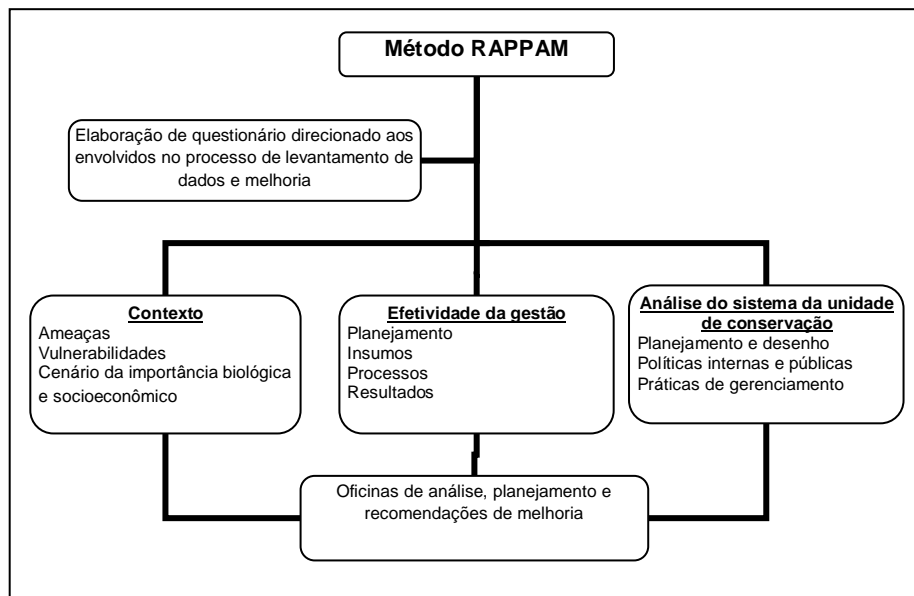 Método RAPPAM
Elaboração de questionário direcionado aos
envolvidos no processo de levantamento de
dados e melhoria
Contexto
Ameaças
Vulnerabilidades
Cenário da importância biológica
e socioeconômico
Efetividade da gestão
Planejamento
Insumos
Processos
Resultados
Análise do sistema da unidade
de conservação
Planejamento e desenho
Políticas internas e públicas
Práticas de gerenciamento
Oficinas de análise, planejamento e
recomendações de melhoria